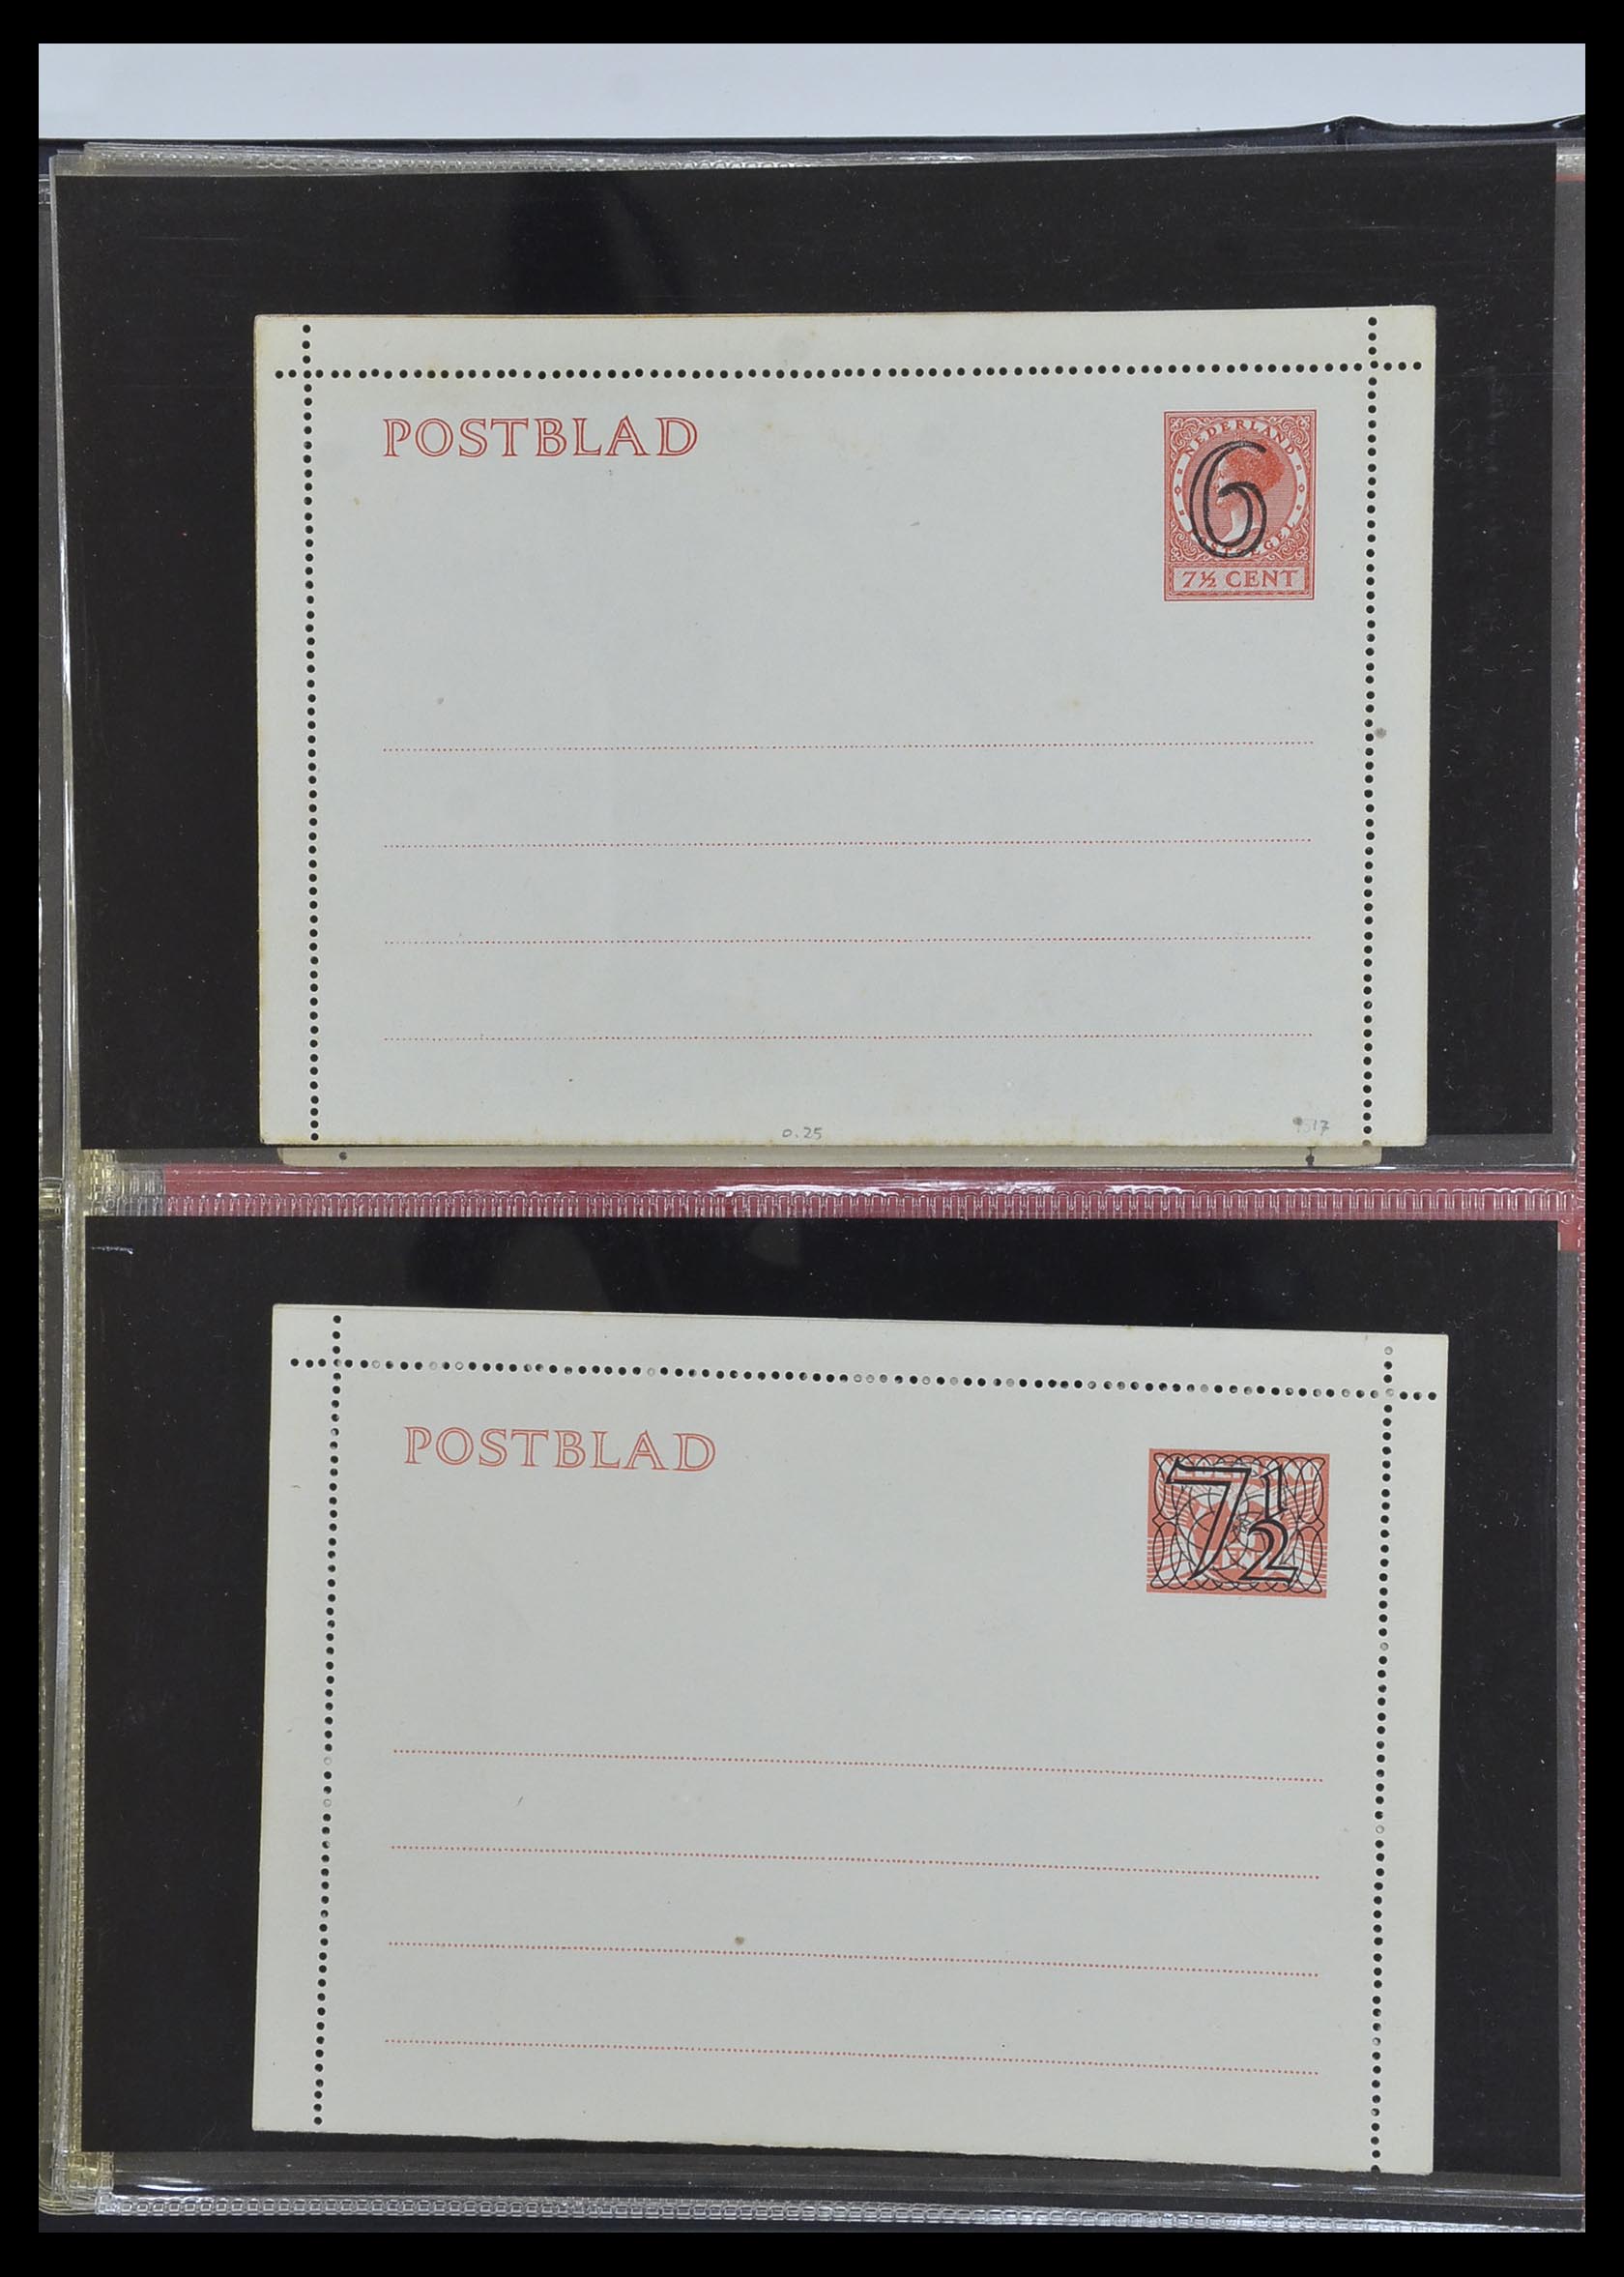 POSTBLAD
NEDERLAND
6
7½ CENT
0.25
POSTBLAD
7½